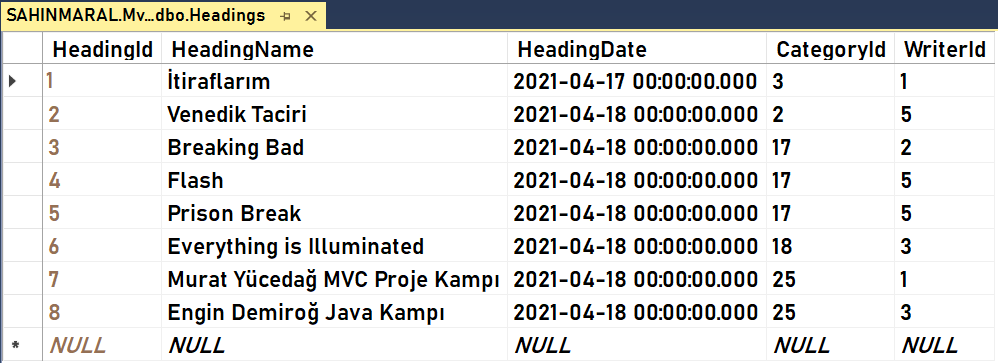 SAHINMARAL.Mv...dbo.Headings
HeadingId HeadingName HeadingDate CategoryId WriterId
1 İtiraflarım 2021-04-17 00:00:00.000 3 1
2 Venedik Taciri 2021-04-18 00:00:00.000 2 5
3 Breaking Bad 2021-04-18 00:00:00.000 17 2
4 Flash 2021-04-18 00:00:00.000 17 5
5 Prison Break 2021-04-18 00:00:00.000 17 5
6 Everything is Illuminated 2021-04-18 00:00:00.000 18 3
7 Murat Yücedağ MVC Proje Kampı 2021-04-18 00:00:00.000 25 1
8 Engin Demiroğ Java Kampı 2021-04-18 00:00:00.000 25 3
* NULL NULL NULL NULL NULL